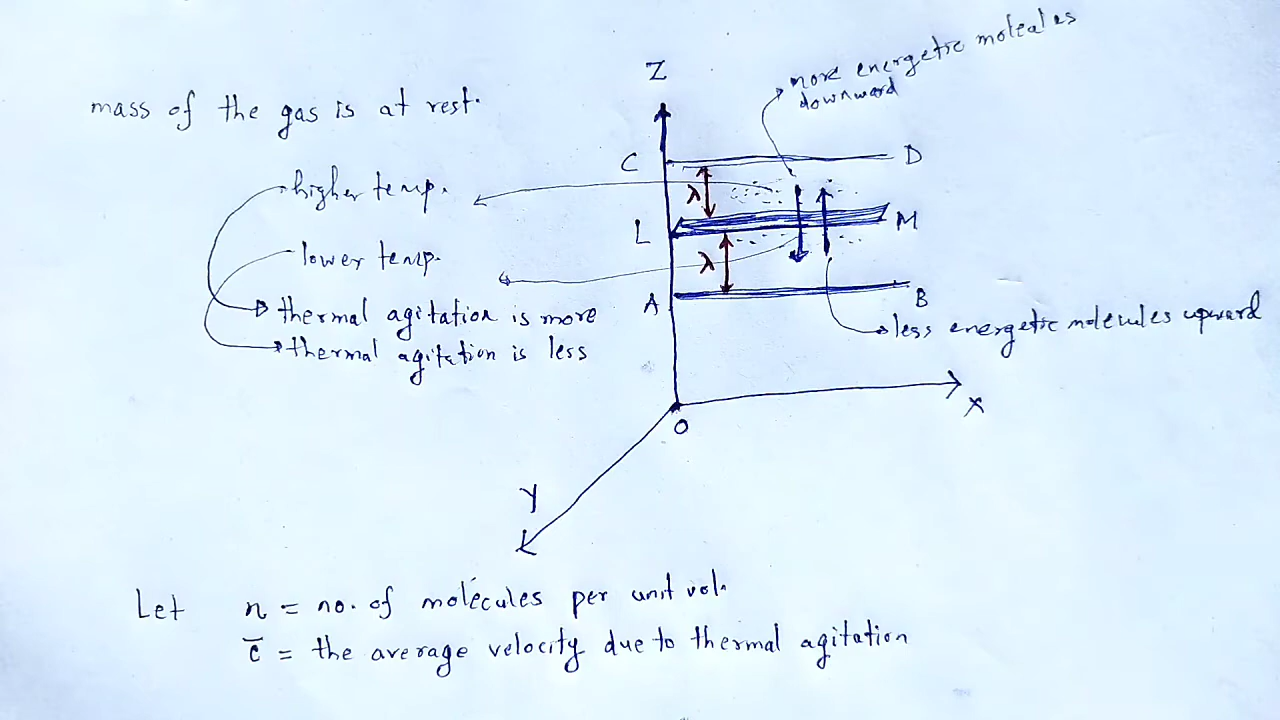 mass of the gas is at rest.
higher temp.
lower temp.
thermal agitation is more
thermal agitation is less
more energetic molecules
downward
Z
C
D
λ
L
M
λ
A
B
less energetic molecules upward
X
O
Y
Let n = no. of molecules per unit vol.
c̄ = the average velocity due to thermal agitation